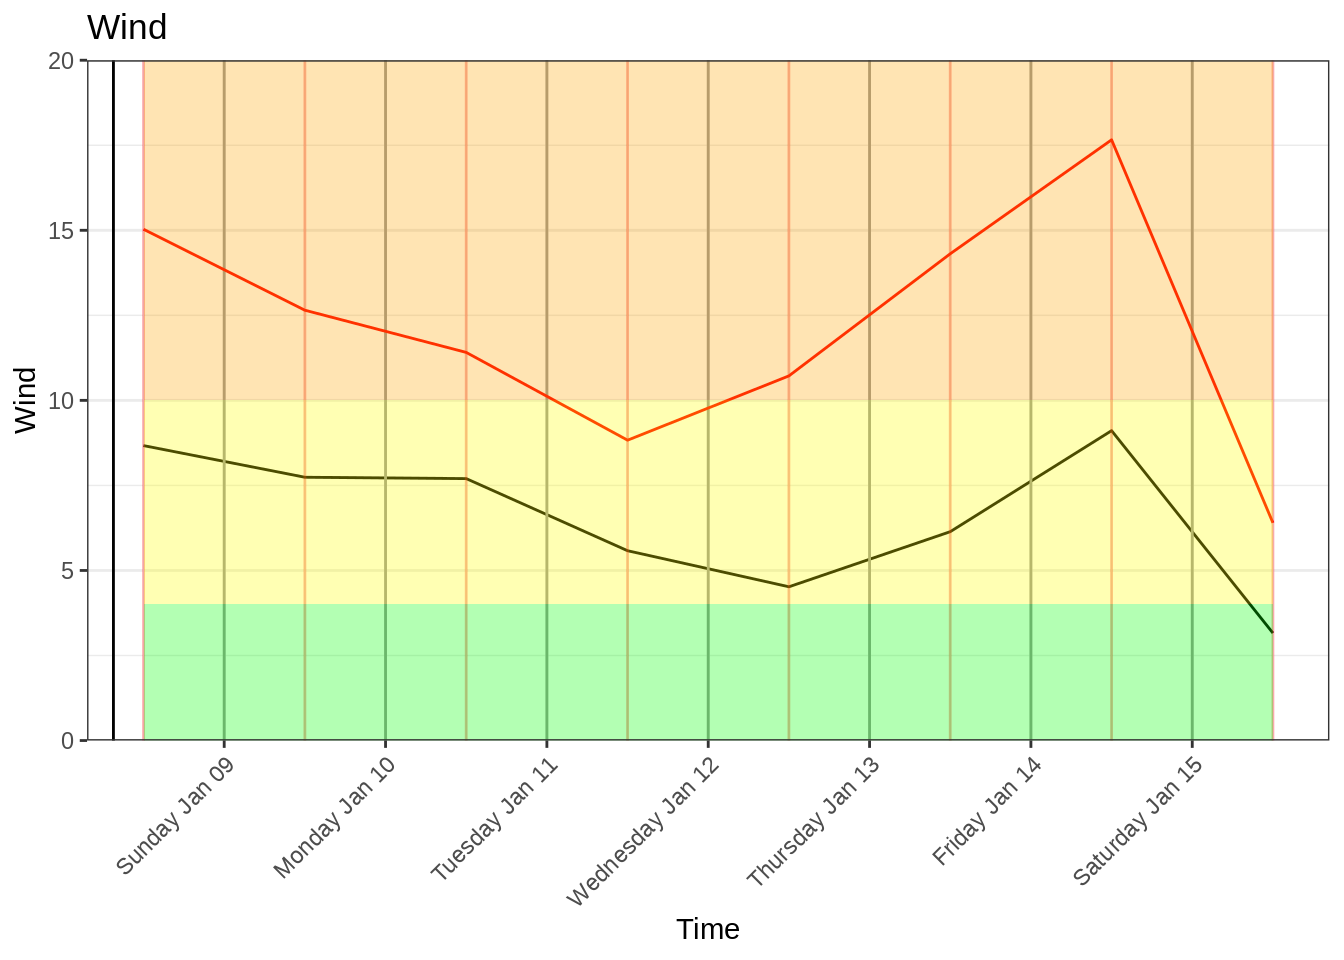 Wind
20
15
10
5
0
Wind
Sunday Jan 09
Monday Jan 10
Tuesday Jan 11
Wednesday Jan 12
Thursday Jan 13
Friday Jan 14
Saturday Jan 15
Time